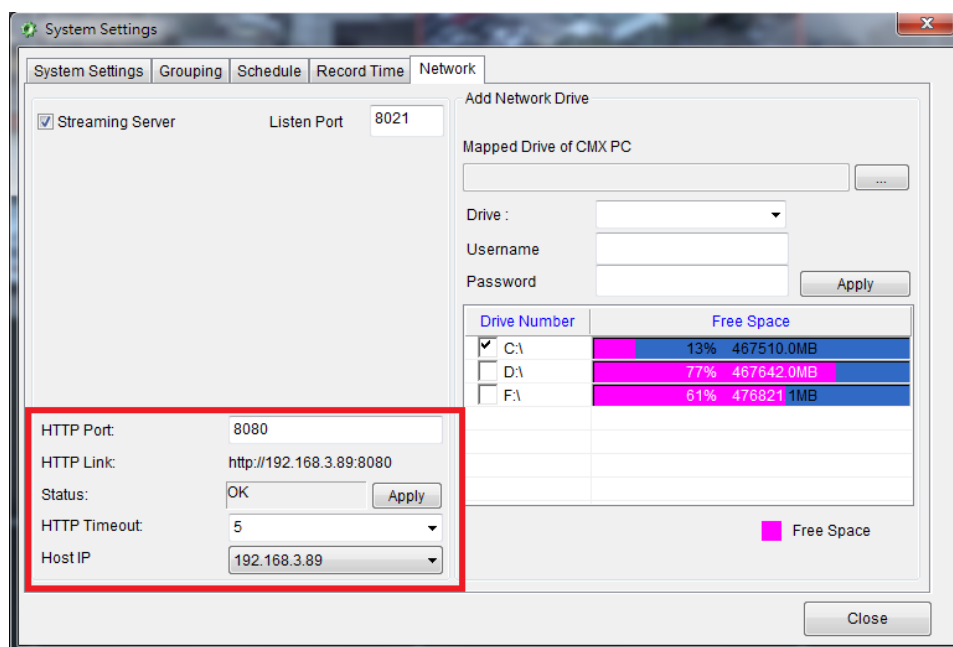 System Settings
System Settings Grouping Schedule Record Time Network
Streaming Server Listen Port 8021
HTTP Port: 8080
HTTP Link: http://192.168.3.89:8080
Status: OK Apply
HTTP Timeout: 5
Host IP 192.168.3.89
Add Network Drive
Mapped Drive of CMX PC
...
Drive :
Username
Password Apply
Drive Number Free Space
C:\ 13% 467510.0MB
D:\ 77% 467642.0MB
F:\ 61% 476821.1MB
Free Space
Close